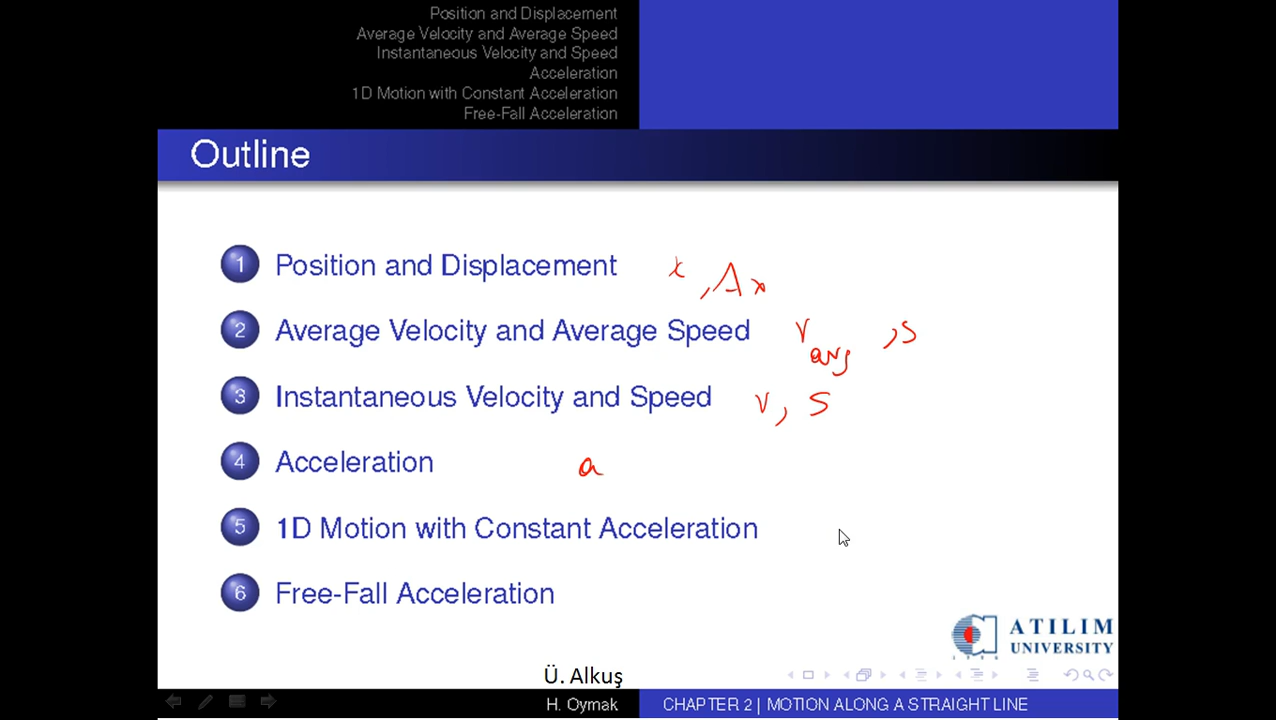 Position and Displacement
Average Velocity and Average Speed
Instantaneous Velocity and Speed
Acceleration
1D Motion with Constant Acceleration
Free-Fall Acceleration
Outline
1 Position and Displacement x , Δx
2 Average Velocity and Average Speed v avg , s
3 Instantaneous Velocity and Speed v, s
4 Acceleration a
5 1D Motion with Constant Acceleration
6 Free-Fall Acceleration
ATILIM
UNIVERSITY
Ü. Alkuş
H. Oymak CHAPTER 2 | MOTION ALONG A STRAIGHT LINE